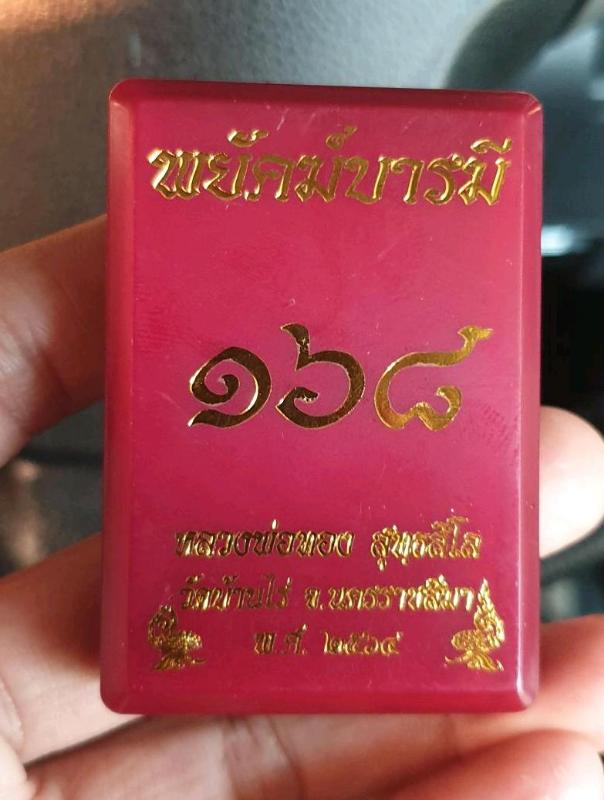 พยัคฆ์บารมี
๑๖๘
หลวงพ่อทอง สุทฺธสีโล
วัดบ้านไร่ จ.นครราชสีมา
พ.ศ. ๒๕๖๔